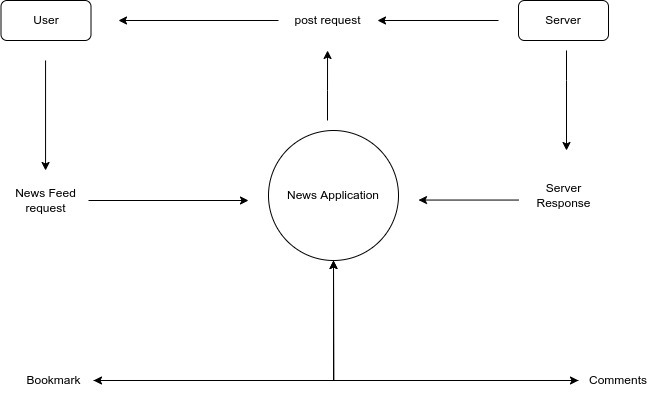 User
post request
Server
News Feed
request
News Application
Server
Response
Bookmark
Comments